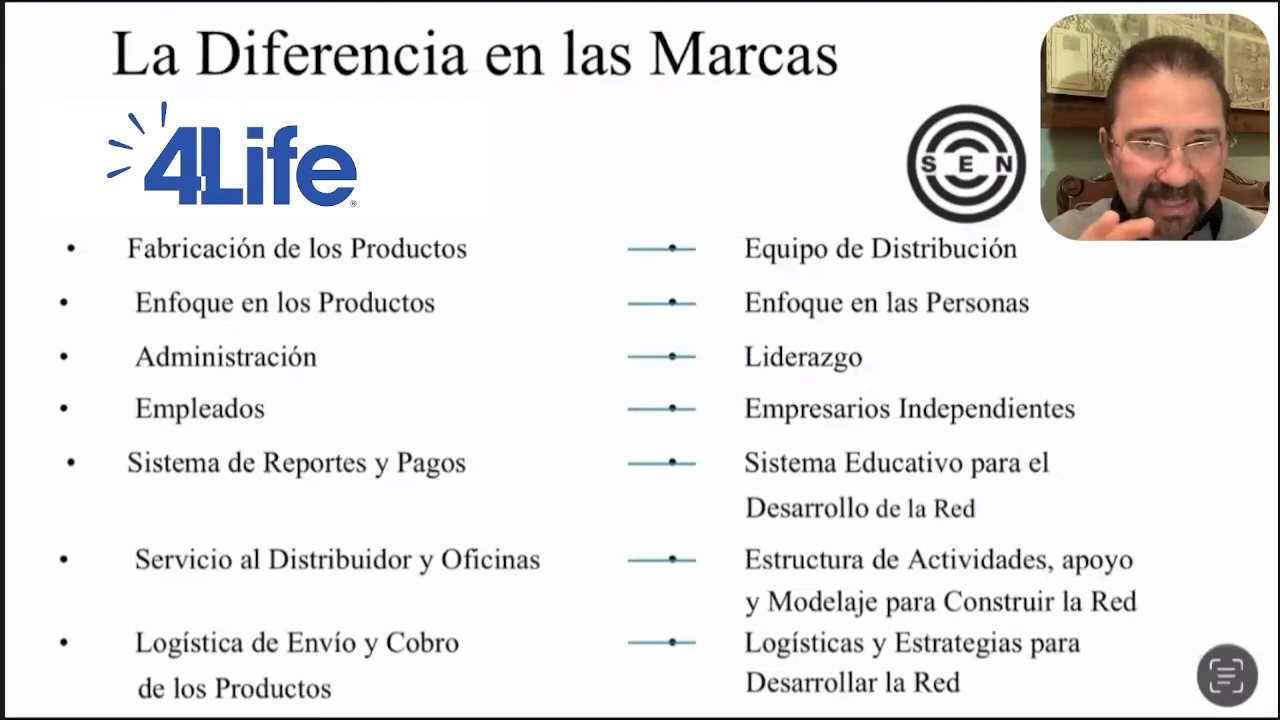 La Diferencia en las Marcas
4Life®
S E N
• Fabricación de los Productos
• Equipo de Distribución
• Enfoque en los Productos
• Enfoque en las Personas
• Administración
• Liderazgo
• Empleados
• Empresarios Independientes
• Sistema de Reportes y Pagos
• Sistema Educativo para el
Desarrollo de la Red
• Servicio al Distribuidor y Oficinas
• Estructura de Actividades, apoyo
y Modelaje para Construir la Red
• Logística de Envío y Cobro
de los Productos
• Logísticas y Estrategias para
Desarrollar la Red